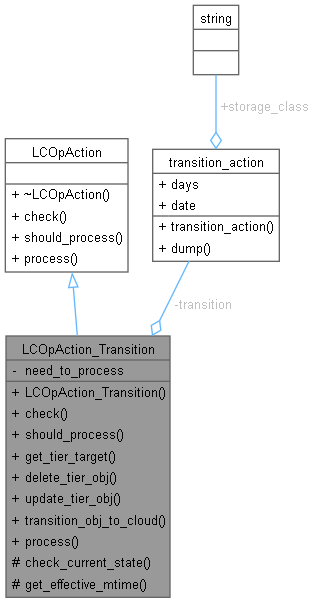 string
+storage_class
LCOpAction
+ ~LCOpAction()
+ check()
+ should_process()
+ process()
transition_action
+ days
+ date
+ transition_action()
+ dump()
-transition
LCOpAction_Transition
- need_to_process
+ LCOpAction_Transition()
+ check()
+ should_process()
+ get_tier_target()
+ delete_tier_obj()
+ update_tier_obj()
+ transition_obj_to_cloud()
+ process()
# check_current_state()
# get_effective_mtime()